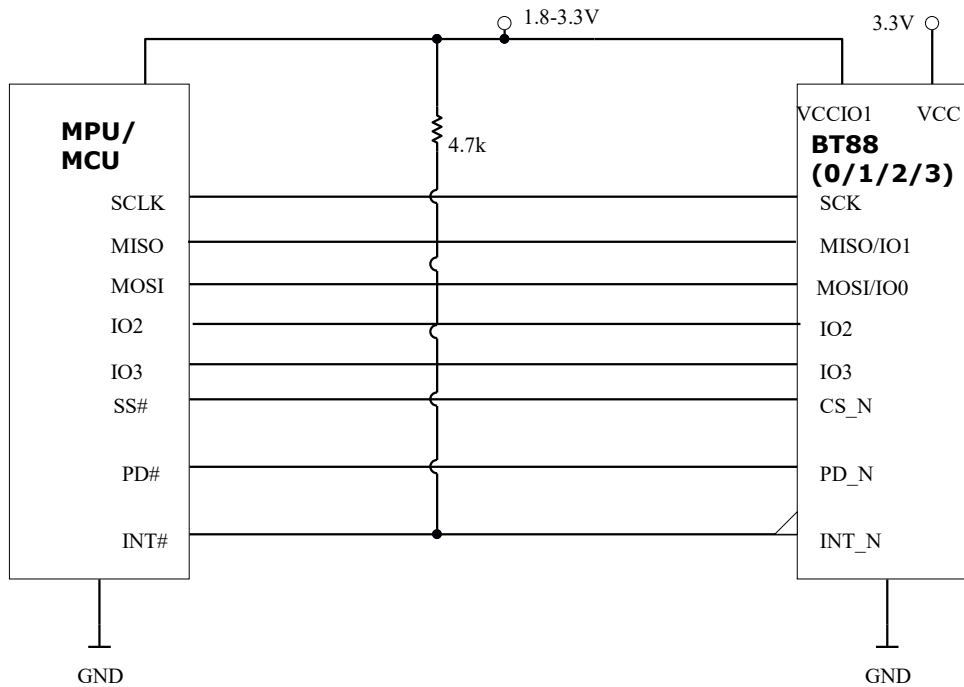 1.8-3.3V
3.3V
VCCIO1
VCC
MPU/
MCU
BT88
(0/1/2/3)
4.7k
SCLK
SCK
MISO
MISO/IO1
MOSI
MOSI/IO0
IO2
IO2
IO3
IO3
SS#
CS_N
PD#
PD_N
INT#
INT_N
GND
GND